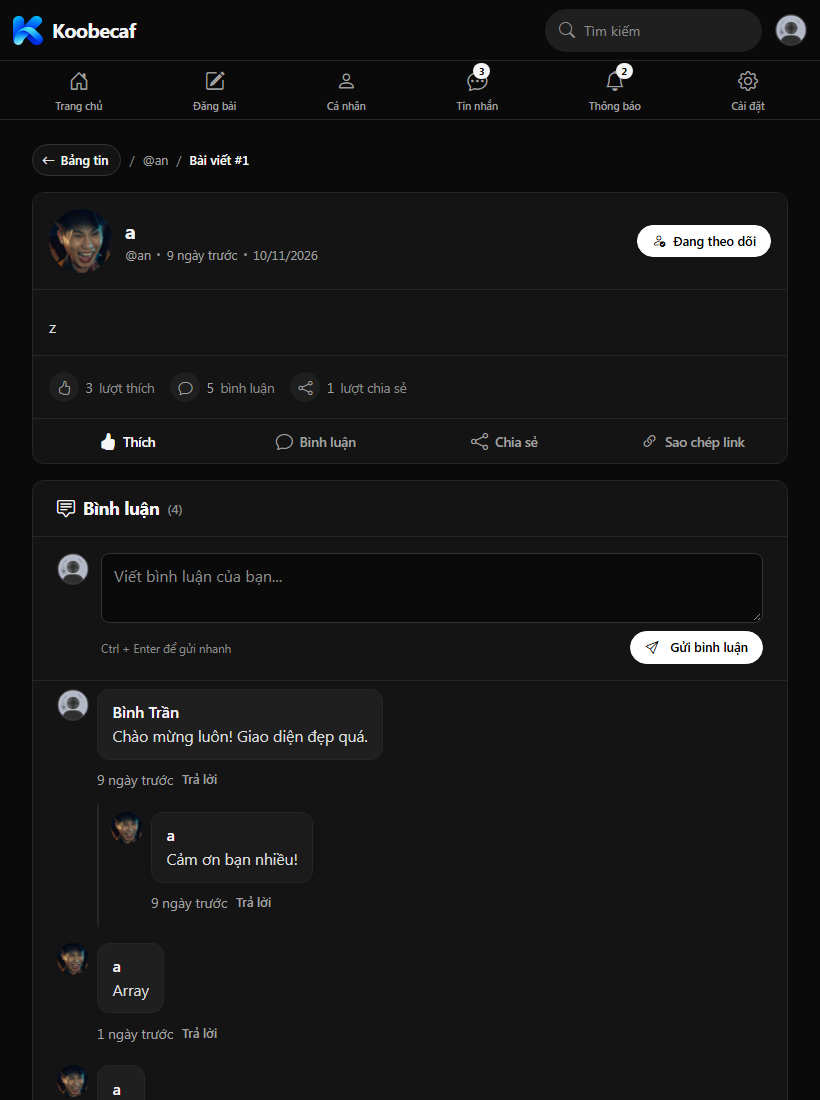 Koobecaf
Tìm kiếm
Trang chủ
Đăng bài
Cá nhân
3
Tin nhắn
2
Thông báo
Cài đặt
← Bảng tin / @an / Bài viết #1
a
@an • 9 ngày trước • 10/11/2026
Đang theo dõi
z
3 lượt thích
5 bình luận
1 lượt chia sẻ
Thích
Bình luận
Chia sẻ
Sao chép link
Bình luận (4)
Viết bình luận của bạn...
Ctrl + Enter để gửi nhanh
Gửi bình luận
Bình Trần
Chào mừng luôn! Giao diện đẹp quá.
9 ngày trước Trả lời
a
Cảm ơn bạn nhiều!
9 ngày trước Trả lời
a
Array
1 ngày trước Trả lời
a